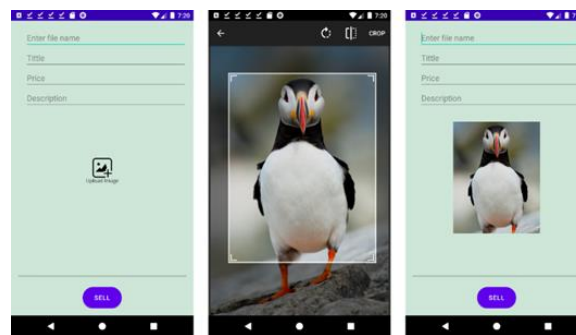 7:20
Enter file name
Tittle
Price
Description
Upload Image
SELL
7:20
CROP
7:20
Enter file name
Tittle
Price
Description
SELL